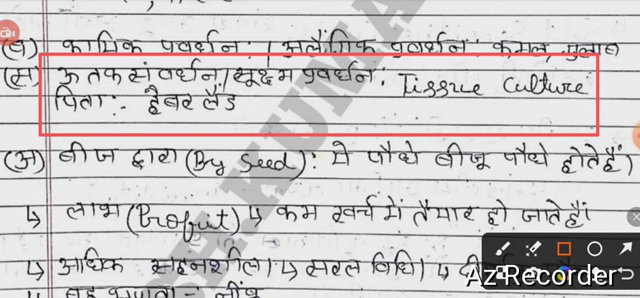 (ब) कायिक प्रवर्धन / अलैंगिक प्रवर्धन: कमल, गुलाब
(स) ऊतक संवर्धन / सूक्ष्म प्रवर्धन: Tissue Culture
पिता:- हैबरलैंड
(अ) बीज द्वारा (By Seed): ये पौधे बीजू पौधे होते हैं।
↳ लाभ (Profit) ↳ कम खर्च में तैयार हो जाते हैं।
↳ अधिक सहनशील। ↳ सरल विधि। ↳
AzRecorder